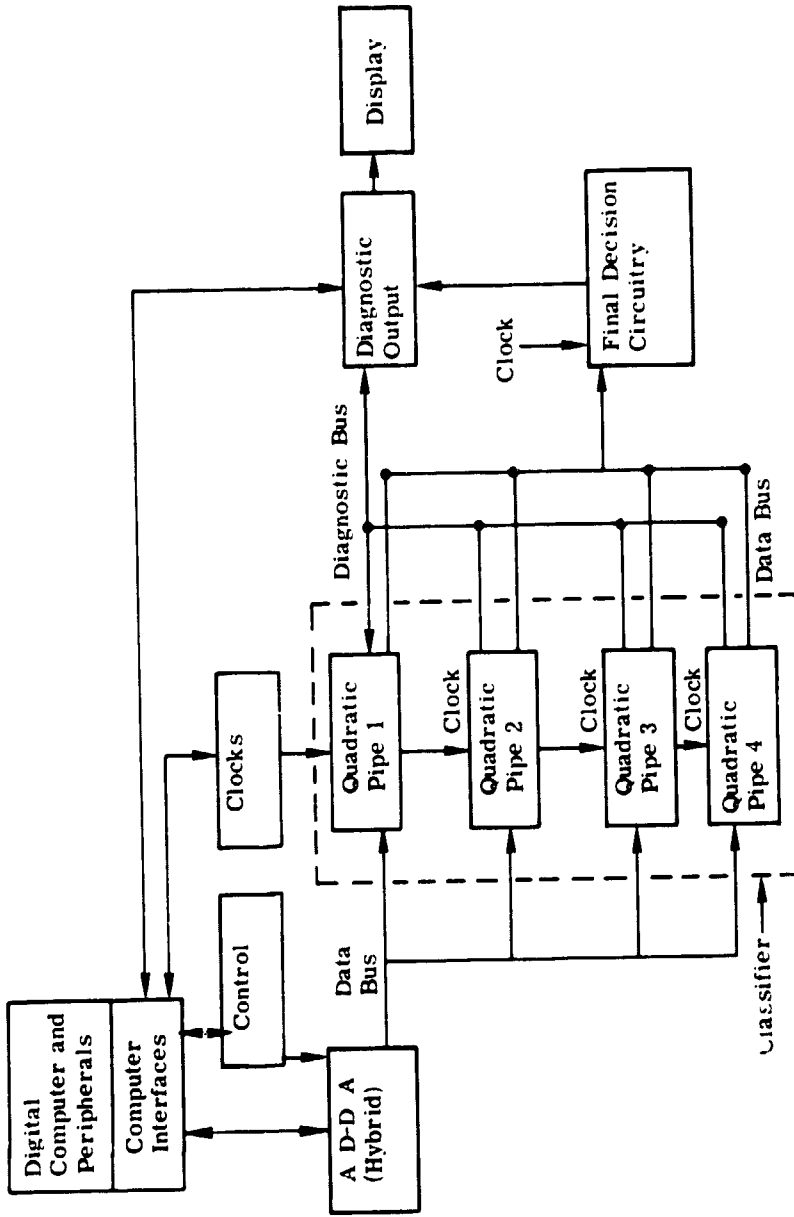 Digital
Computer and
Peripherals
Computer
Interfaces
A D-D A
(Hybrid)
Control
Clocks
Data
Bus
Quadratic
Pipe 1
Clock
Quadratic
Pipe 2
Clock
Quadratic
Pipe 3
Clock
Quadratic
Pipe 4
Classifier
Diagnostic Bus
Data Bus
Diagnostic
Output
Display
Clock
Final Decision
Circuitry